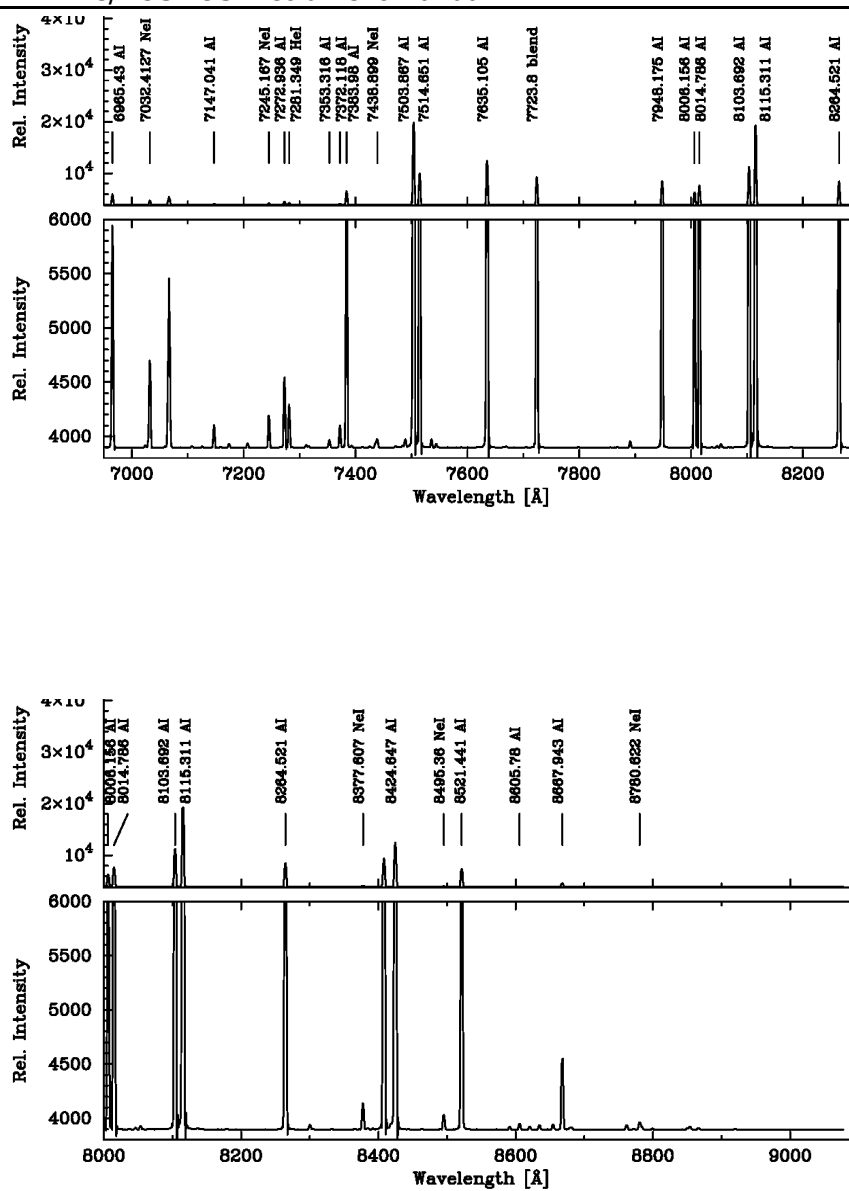 4×10
3×10⁴
2×10⁴
10⁴
Rel. Intensity
6965.43 AI
7032.4127 NeI
7147.041 AI
7245.167 NeI
7272.936 AI
7281.349 HeI
7353.316 AI
7372.118 AI
7383.98 AI
7438.899 NeI
7503.867 AI
7514.651 AI
7635.105 AI
7723.8 blend
7948.175 AI
8006.156 AI
8014.786 AI
8103.692 AI
8115.311 AI
8264.521 AI
6000
5500
5000
4500
4000
Rel. Intensity
7000 7200 7400 7600 7800 8000 8200
Wavelength [Å]
4×10
3×10⁴
2×10⁴
10⁴
Rel. Intensity
8006.156 AI
8014.786 AI
8103.692 AI
8115.311 AI
8264.521 AI
8377.607 NeI
8424.647 AI
8495.36 NeI
8521.441 AI
8605.78 AI
8667.943 AI
8780.622 NeI
6000
5500
5000
4500
4000
Rel. Intensity
8000 8200 8400 8600 8800 9000
Wavelength [Å]